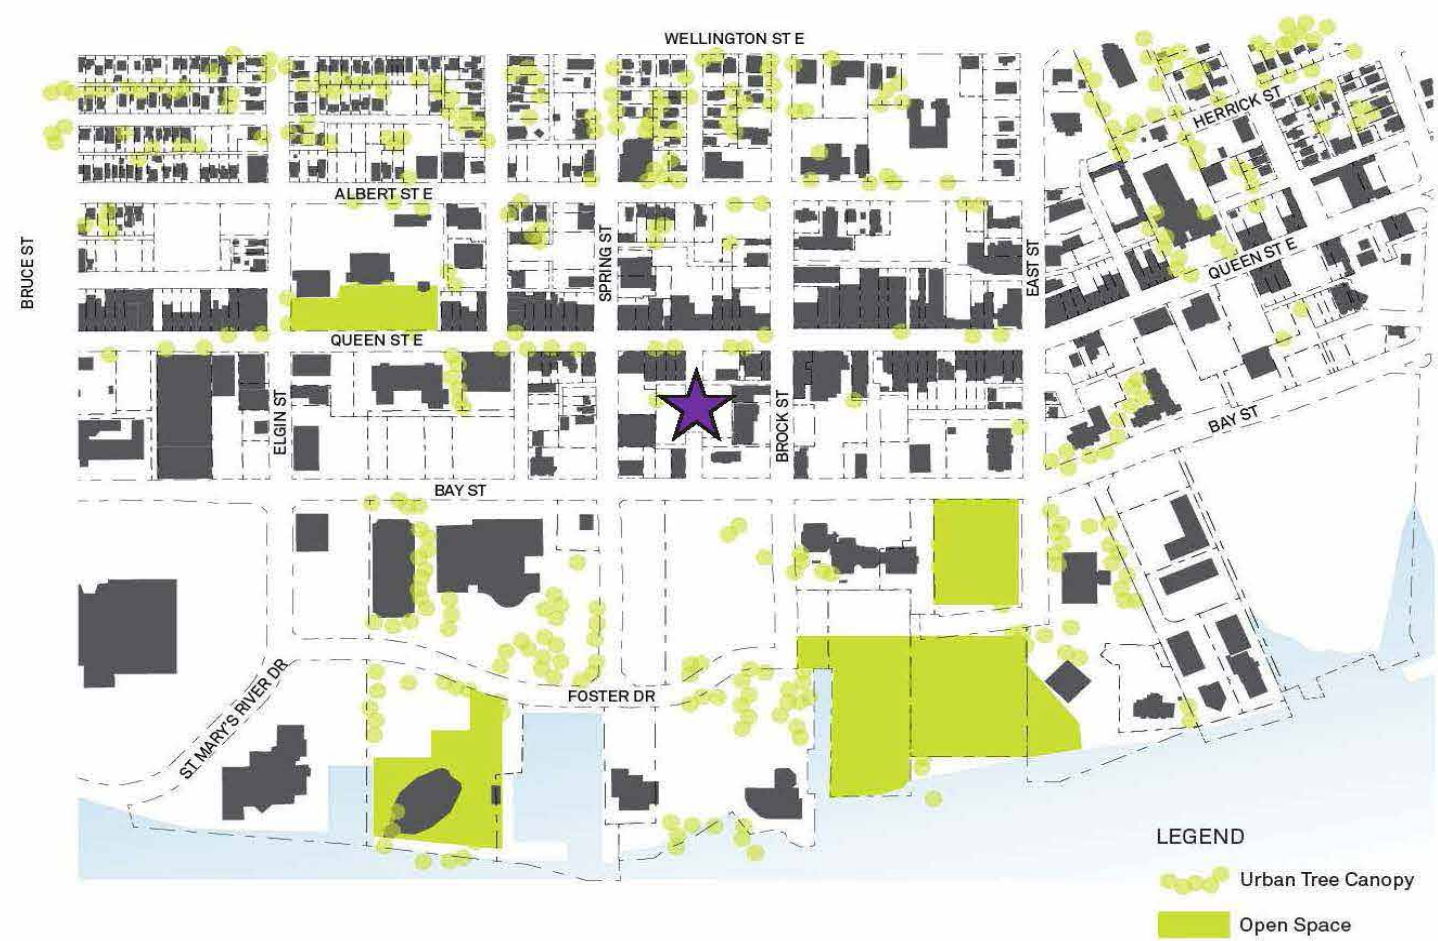 WELLINGTON ST E
HERRICK ST
ALBERT ST E
BRUCE ST
SPRING ST
EAST ST
QUEEN ST E
QUEEN ST E
ELGIN ST
BROCK ST
BAY ST
BAY ST
ST MARY'S RIVER DR
FOSTER DR
LEGEND
Urban Tree Canopy
Open Space